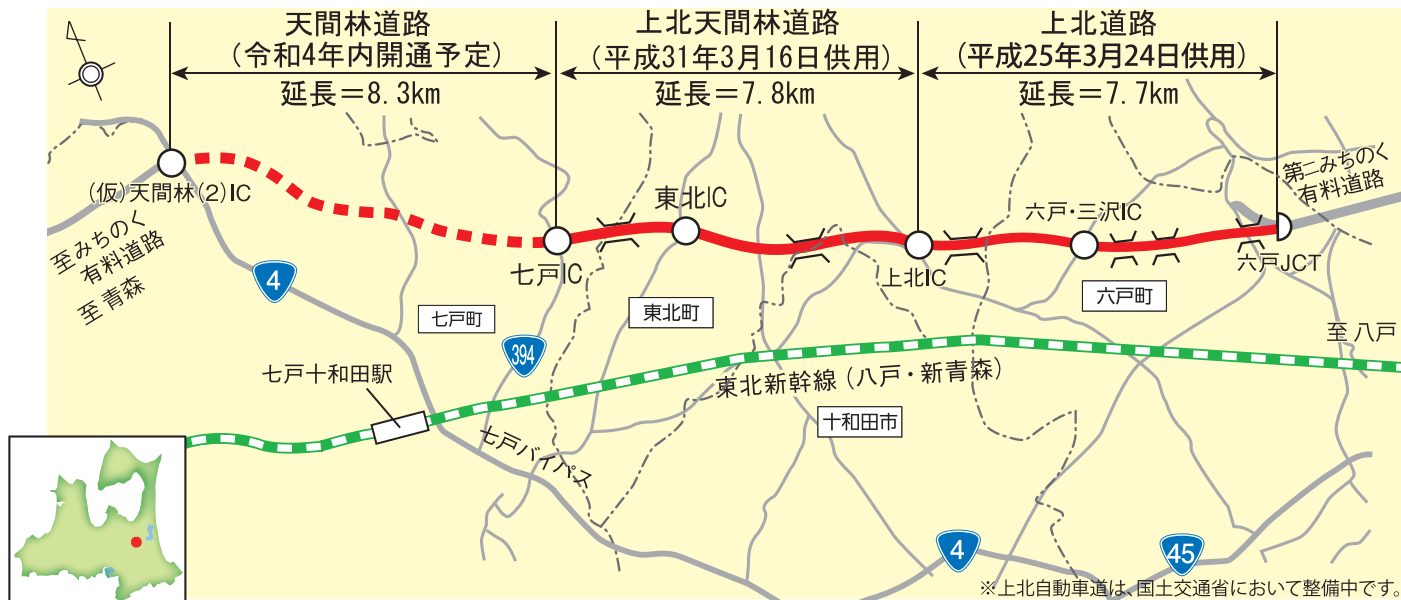 天間林道路
(令和4年内開通予定)
延長=8.3km
上北天間林道路
(平成31年3月16日供用)
延長=7.8km
上北道路
(平成25年3月24日供用)
延長=7.7km
(仮)天間林(2)IC
至みちのく
有料道路
至青森
4
七戸IC
東北IC
上北IC
六戸・三沢IC
六戸JCT
第二みちのく
有料道路
七戸町
394
東北町
六戸町
至八戸
七戸十和田駅
東北新幹線(八戸・新青森)
十和田市
七戸バイパス
4
45
※上北自動車道は、国土交通省において整備中です。